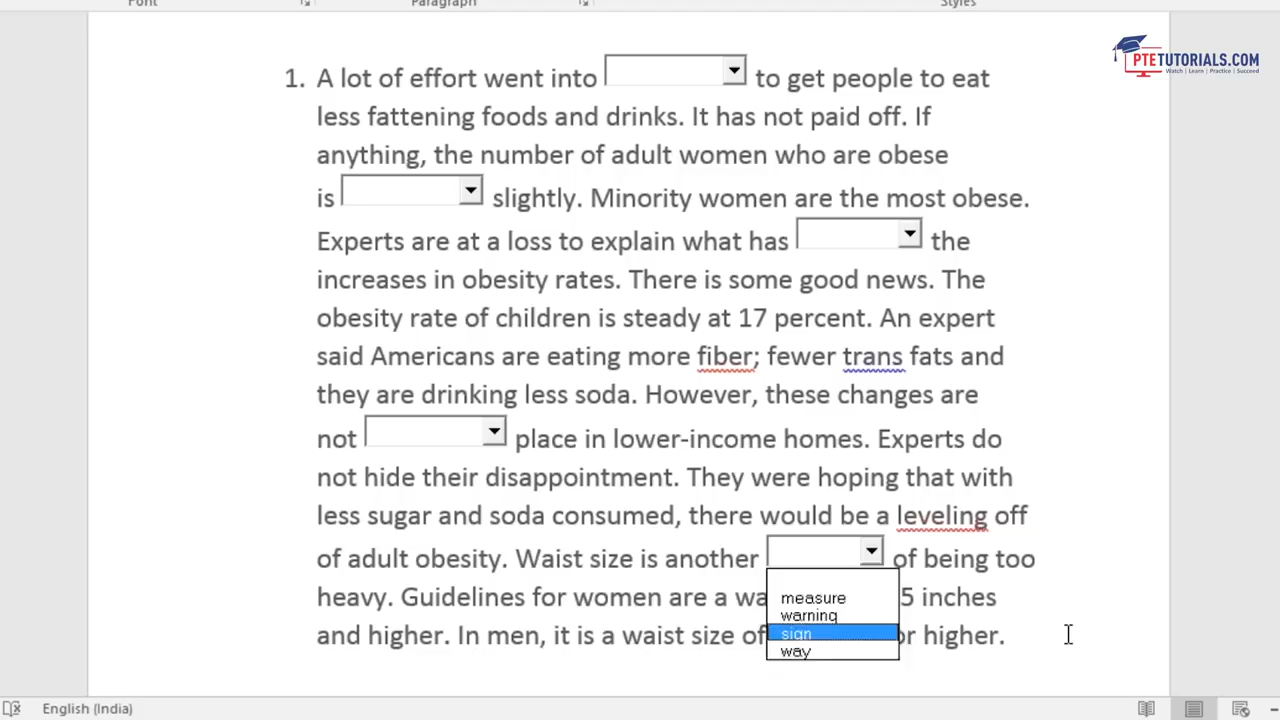 Font Paragraph Styles
PTETUTORIALS.COM
Watch | Learn | Practice | Succeed
1. A lot of effort went into to get people to eat
less fattening foods and drinks. It has not paid off. If
anything, the number of adult women who are obese
is slightly. Minority women are the most obese.
Experts are at a loss to explain what has the
increases in obesity rates. There is some good news. The
obesity rate of children is steady at 17 percent. An expert
said Americans are eating more fiber; fewer trans fats and
they are drinking less soda. However, these changes are
not place in lower-income homes. Experts do
not hide their disappointment. They were hoping that with
less sugar and soda consumed, there would be a leveling off
of adult obesity. Waist size is another of being too
heavy. Guidelines for women are a wa 5 inches
and higher. In men, it is a waist size of or higher.
measure
warning
sign
way
English (India)